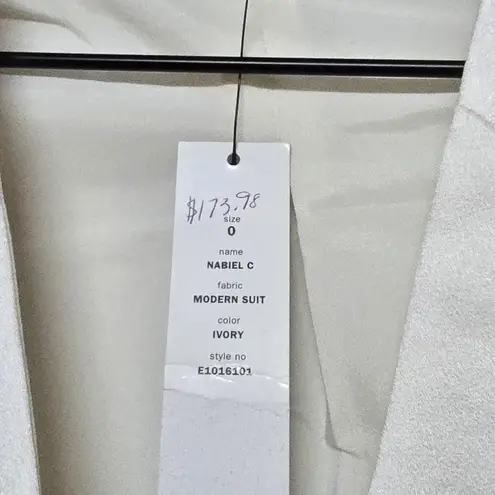 $173.98
size
0
name
NABIEL C
fabric
MODERN SUIT
color
IVORY
style no
E1016101